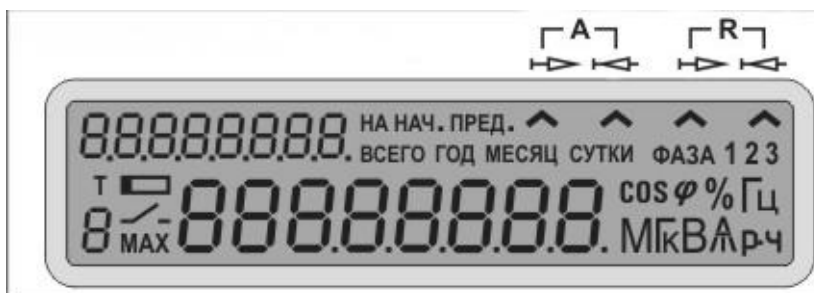 A R
8.8.8.8.8.8.8.8. НА НАЧ. ПРЕД.
ВСЕГО ГОД МЕСЯЦ СУТКИ ФАЗА 1 2 3
T
8 MAX 8.8.8.8.8.8.8.8. cos φ % Гц
МГкВАр·ч